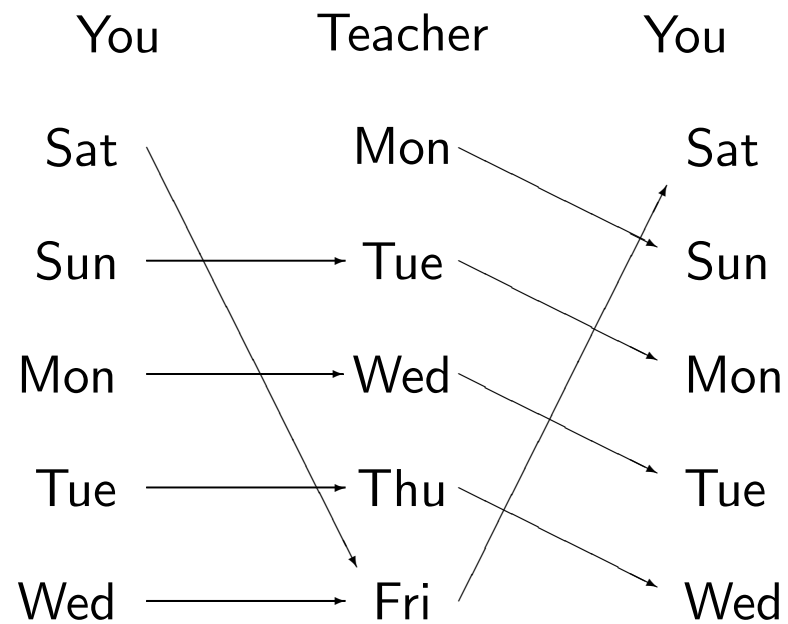 You Teacher You
Sat Mon Sat
Sun Tue Sun
Mon Wed Mon
Tue Thu Tue
Wed Fri Wed